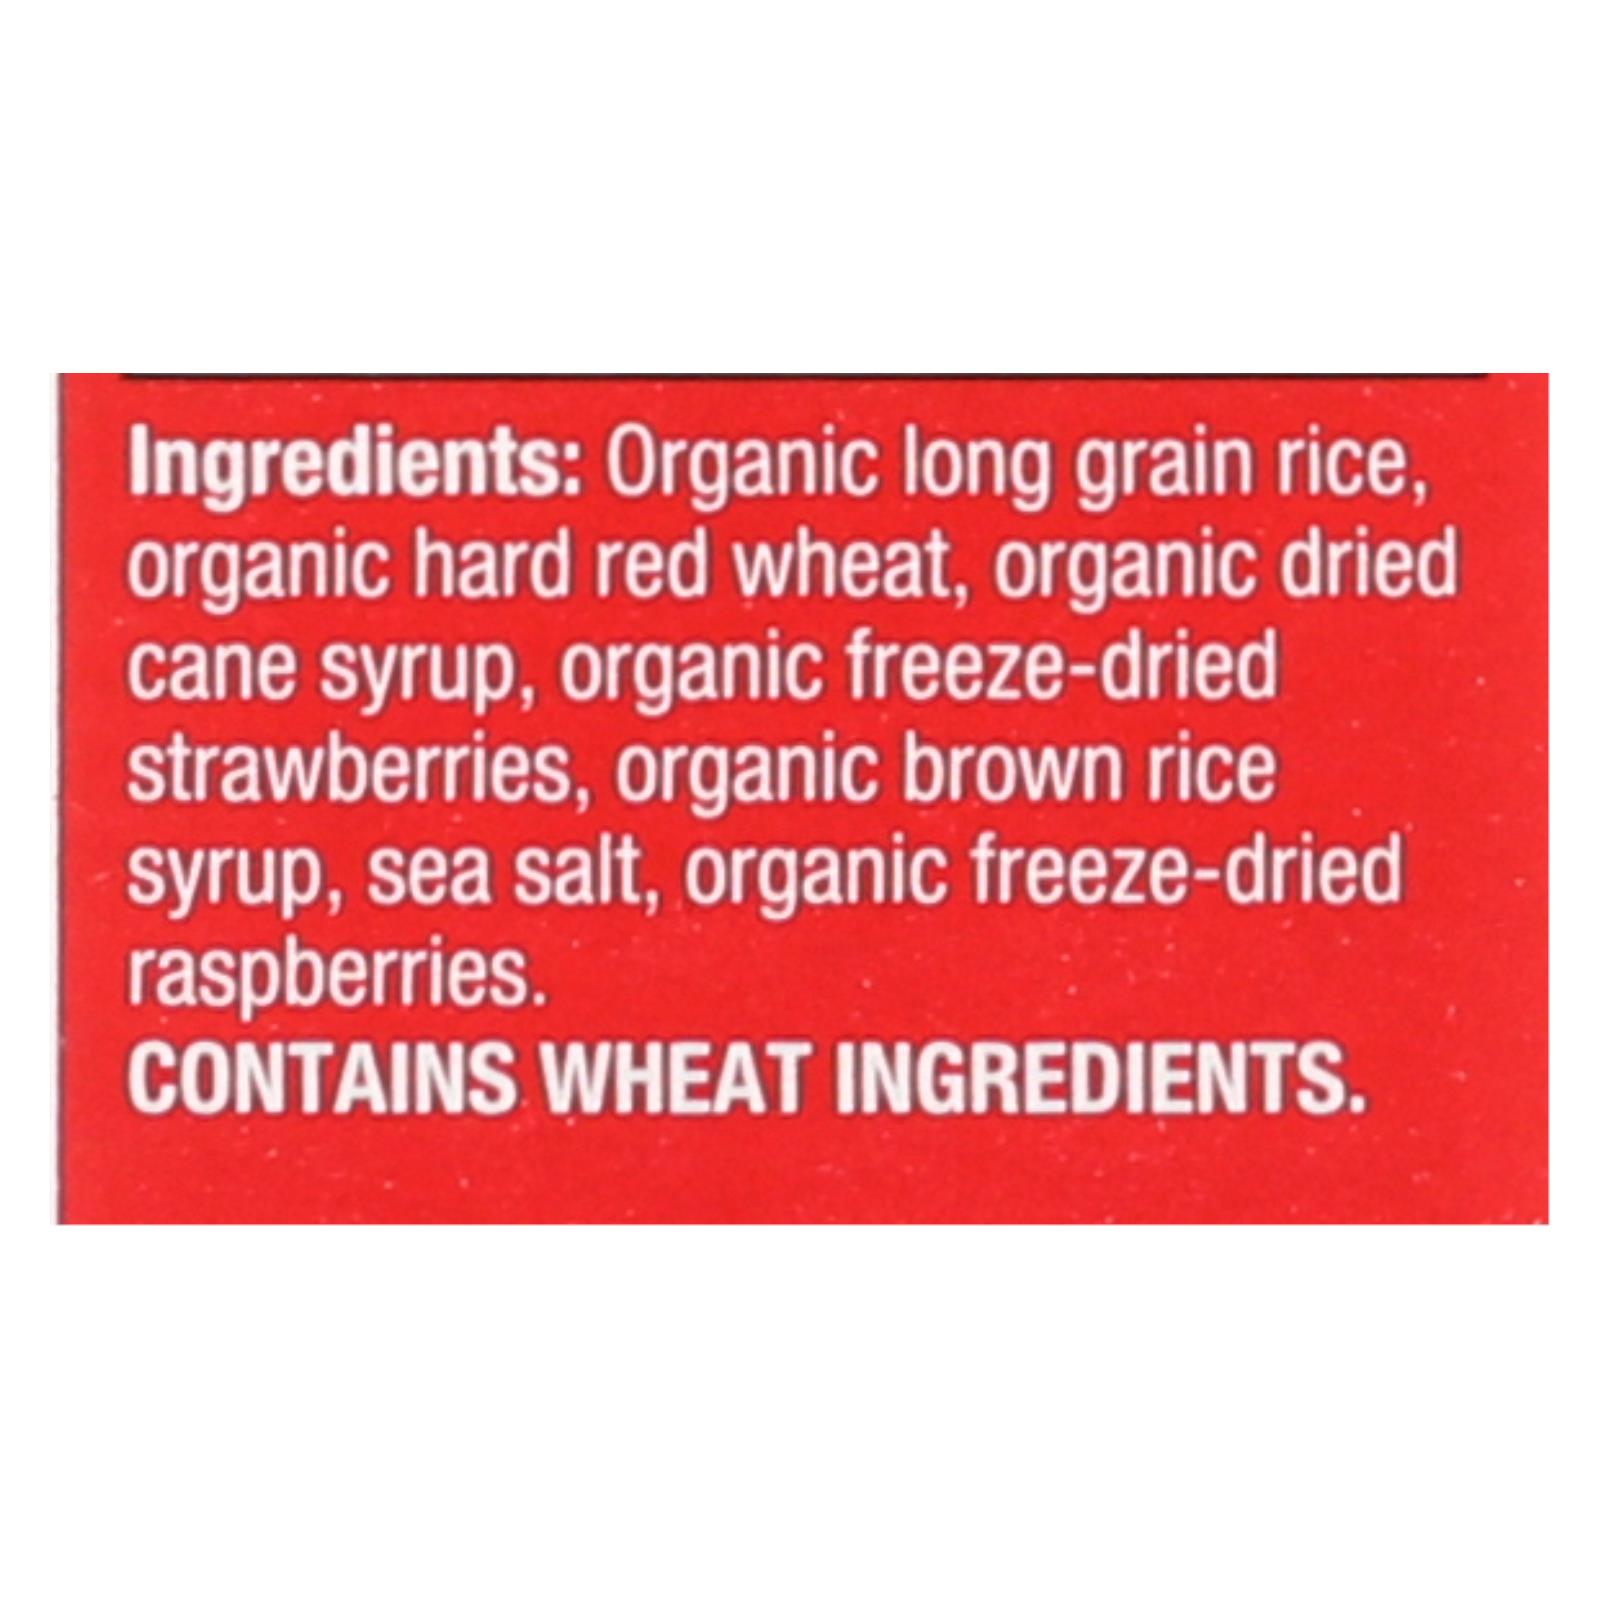 Ingredients: Organic long grain rice,
organic hard red wheat, organic dried
cane syrup, organic freeze-dried
strawberries, organic brown rice
syrup, sea salt, organic freeze-dried
raspberries.
CONTAINS WHEAT INGREDIENTS.